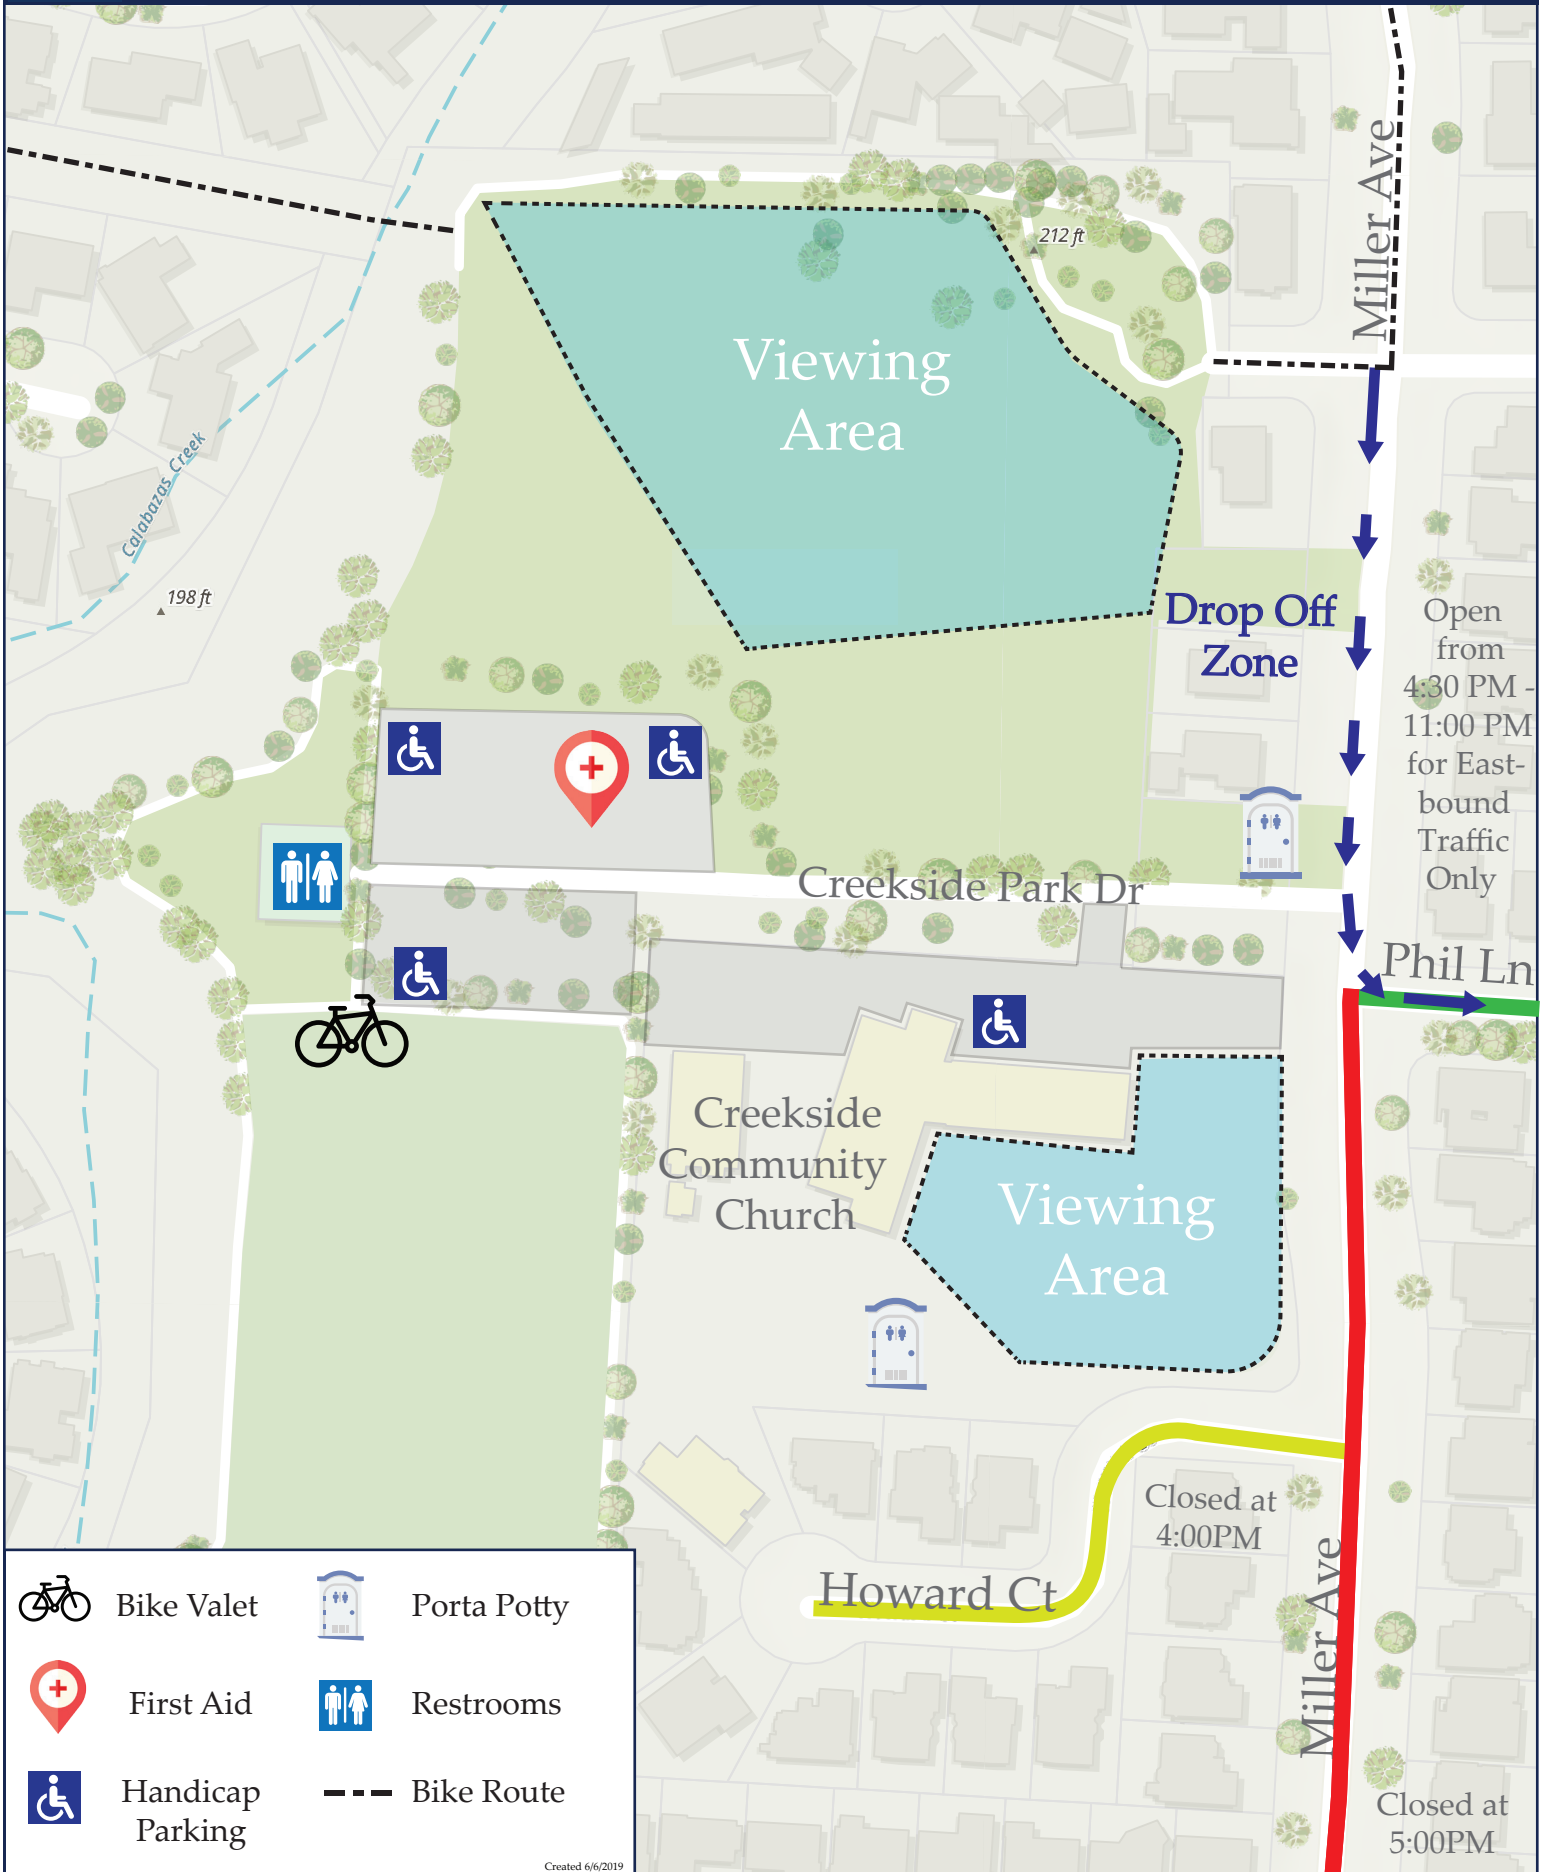 Miller Ave
212 ft
Viewing
Area
Calabazas Creek
198 ft
Drop Off
Zone
Open
from
4:30 PM -
11:00 PM
for East-
bound
Traffic
Only
Creekside Park Dr
Phil Ln
Creekside
Community
Church
Viewing
Area
Closed at
4:00PM
Howard Ct
Miller Ave
Closed at
5:00PM
Bike Valet
Porta Potty
First Aid
Restrooms
Handicap
Parking
Bike Route
Created 6/6/2019